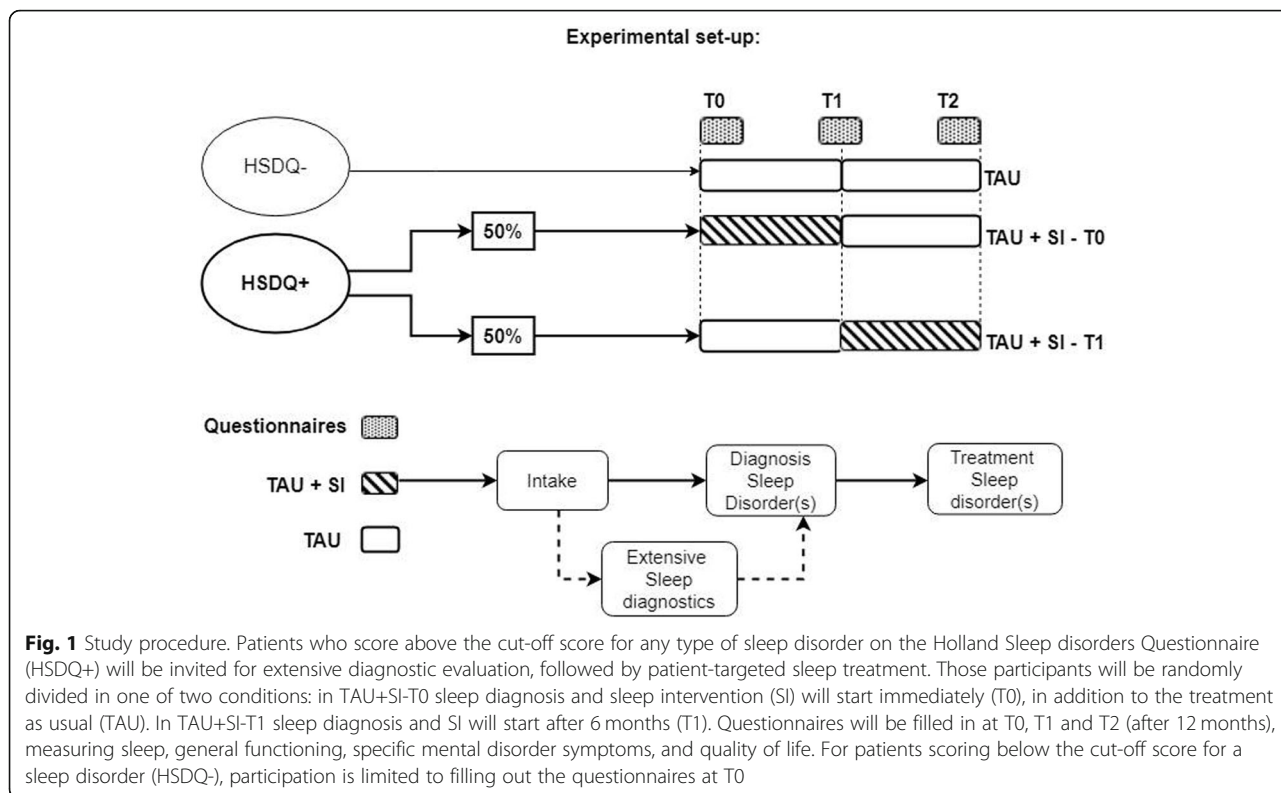 Experimental set-up:
T0 T1 T2
HSDQ-
TAU
50%
TAU + SI - T0
HSDQ+
50%
TAU + SI - T1
Questionnaires
TAU + SI
Intake
Diagnosis
Sleep
Disorder(s)
Treatment
Sleep
disorder(s)
TAU
Extensive
Sleep
diagnostics
Fig. 1 Study procedure. Patients who score above the cut-off score for any type of sleep disorder on the Holland Sleep disorders Questionnaire
(HSDQ+) will be invited for extensive diagnostic evaluation, followed by patient-targeted sleep treatment. Those participants will be randomly
divided in one of two conditions: in TAU+SI-T0 sleep diagnosis and sleep intervention (SI) will start immediately (T0), in addition to the treatment
as usual (TAU). In TAU+SI-T1 sleep diagnosis and SI will start after 6 months (T1). Questionnaires will be filled in at T0, T1 and T2 (after 12 months),
measuring sleep, general functioning, specific mental disorder symptoms, and quality of life. For patients scoring below the cut-off score for a
sleep disorder (HSDQ-), participation is limited to filling out the questionnaires at T0